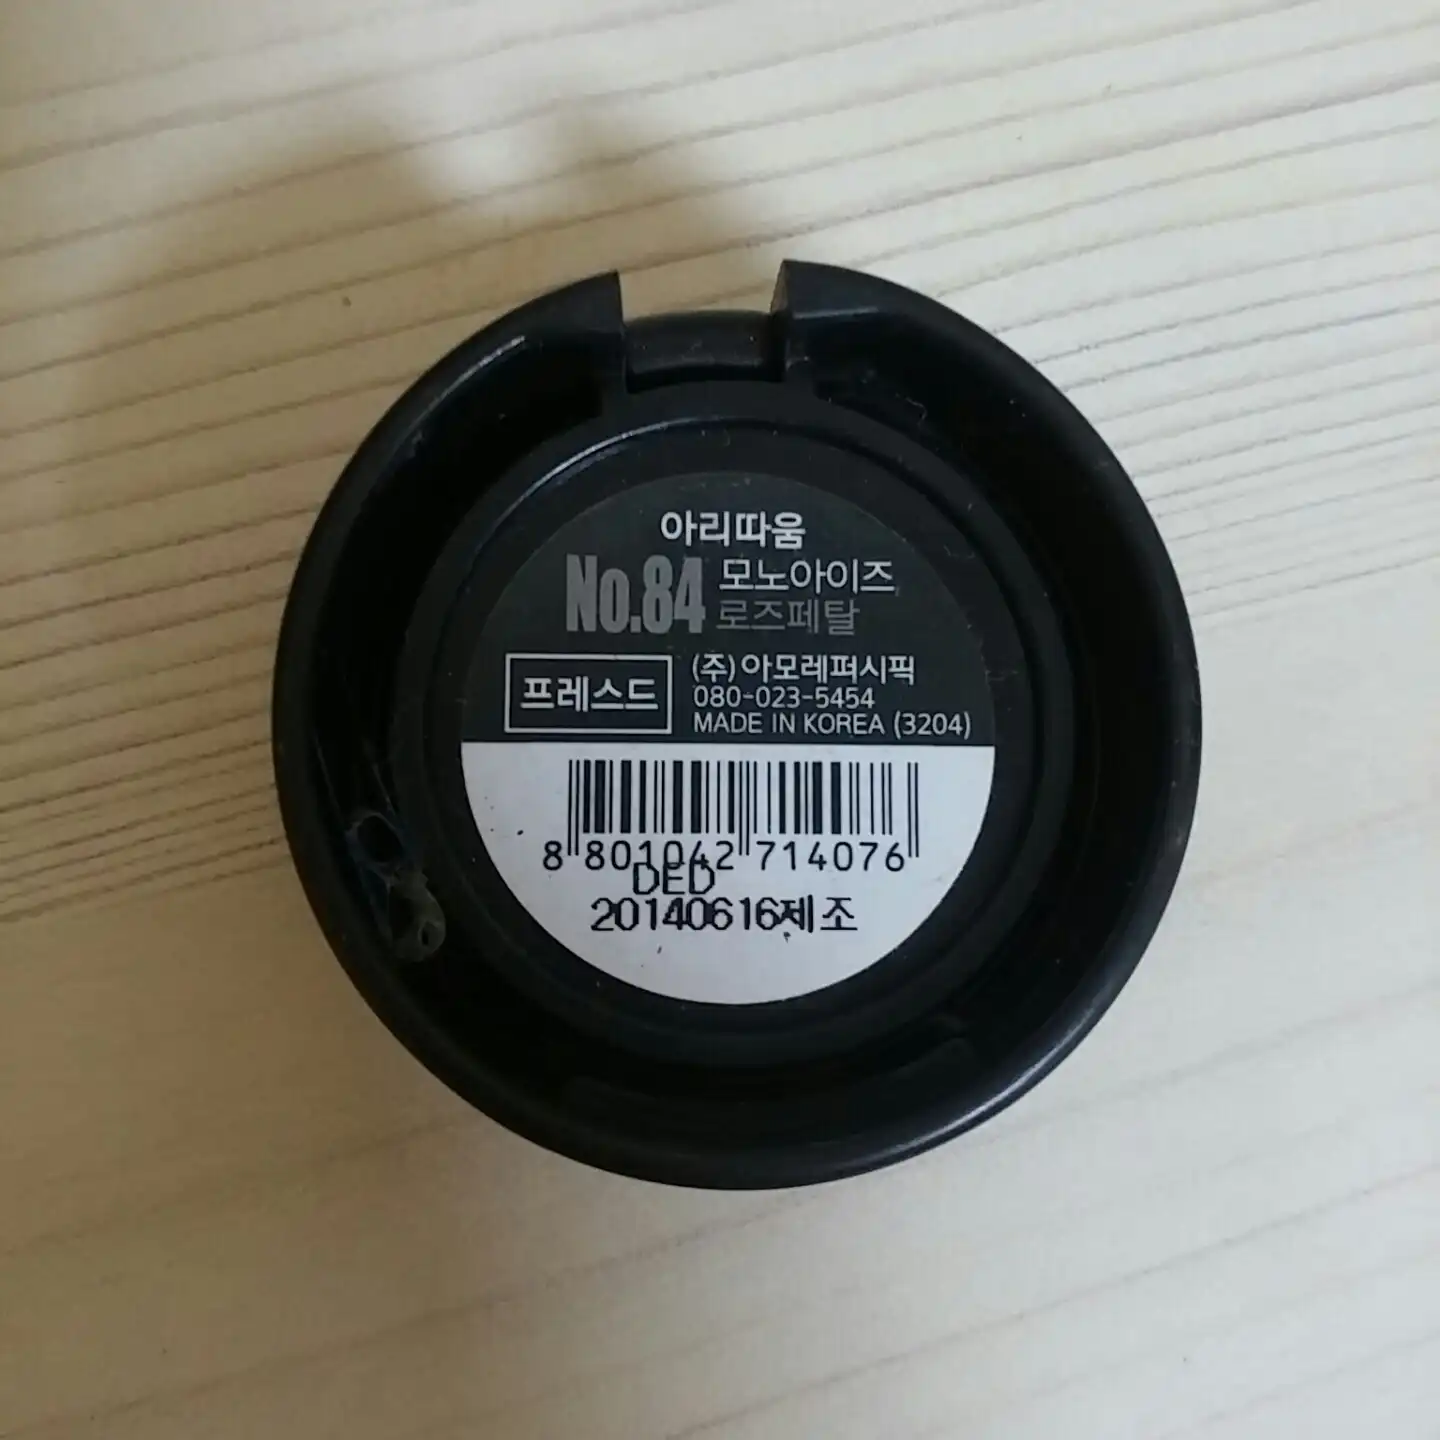 아리따움
No.84 모노아이즈
로즈페탈
프레스드
(주)아모레퍼시픽
080-023-5454
MADE IN KOREA (3204)
8 801042 714076
DED
20140616제조